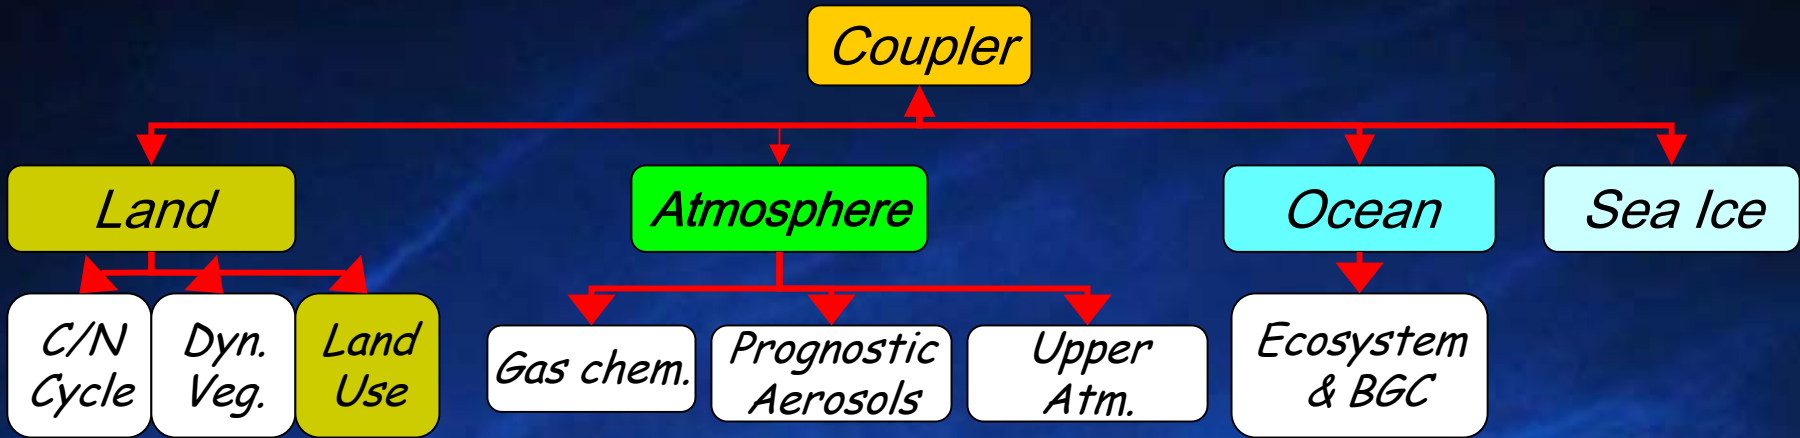 Coupler
Land
Atmosphere
Ocean
Sea Ice
C/N
Cycle
Dyn.
Veg.
Land
Use
Gas chem.
Prognostic
Aerosols
Upper
Atm.
Ecosystem
& BGC